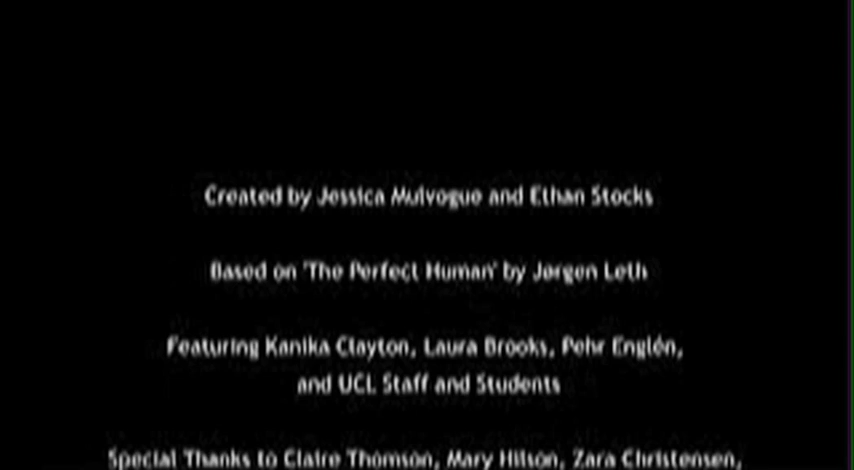 Created by Jessica Mulvogue and Ethan Stocks
Based on 'The Perfect Human' by Jørgen Leth
Featuring Kanika Clayton, Laura Brooks, Pehr Englén,
and UCL Staff and Students
Special Thanks to Claire Thomson, Mary Hilson, Zara Christensen,